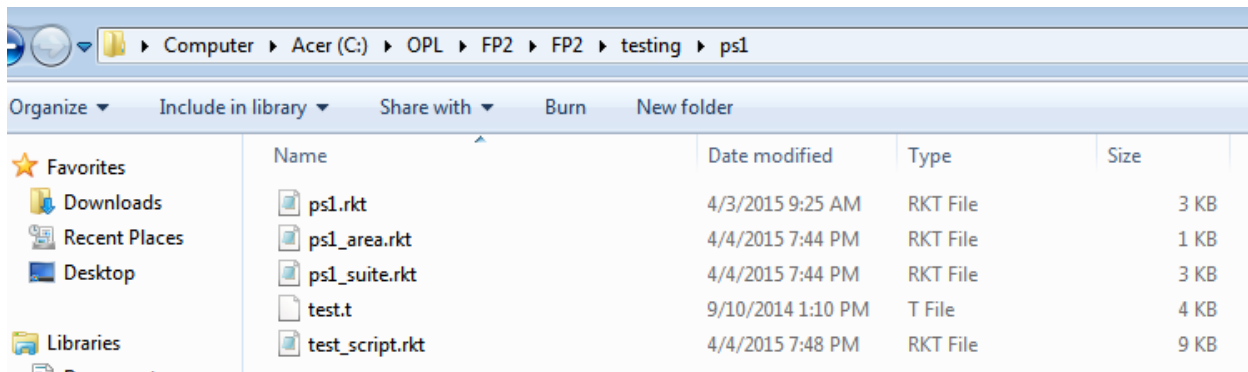 Computer Acer (C:) OPL FP2 FP2 testing ps1
Organize Include in library Share with Burn New folder
Favorites
Downloads
Recent Places
Desktop
Libraries
Name Date modified Type Size
ps1.rkt 4/3/2015 9:25 AM RKT File 3 KB
ps1_area.rkt 4/4/2015 7:44 PM RKT File 1 KB
ps1_suite.rkt 4/4/2015 7:44 PM RKT File 3 KB
test.t 9/10/2014 1:10 PM T File 4 KB
test_script.rkt 4/4/2015 7:48 PM RKT File 9 KB